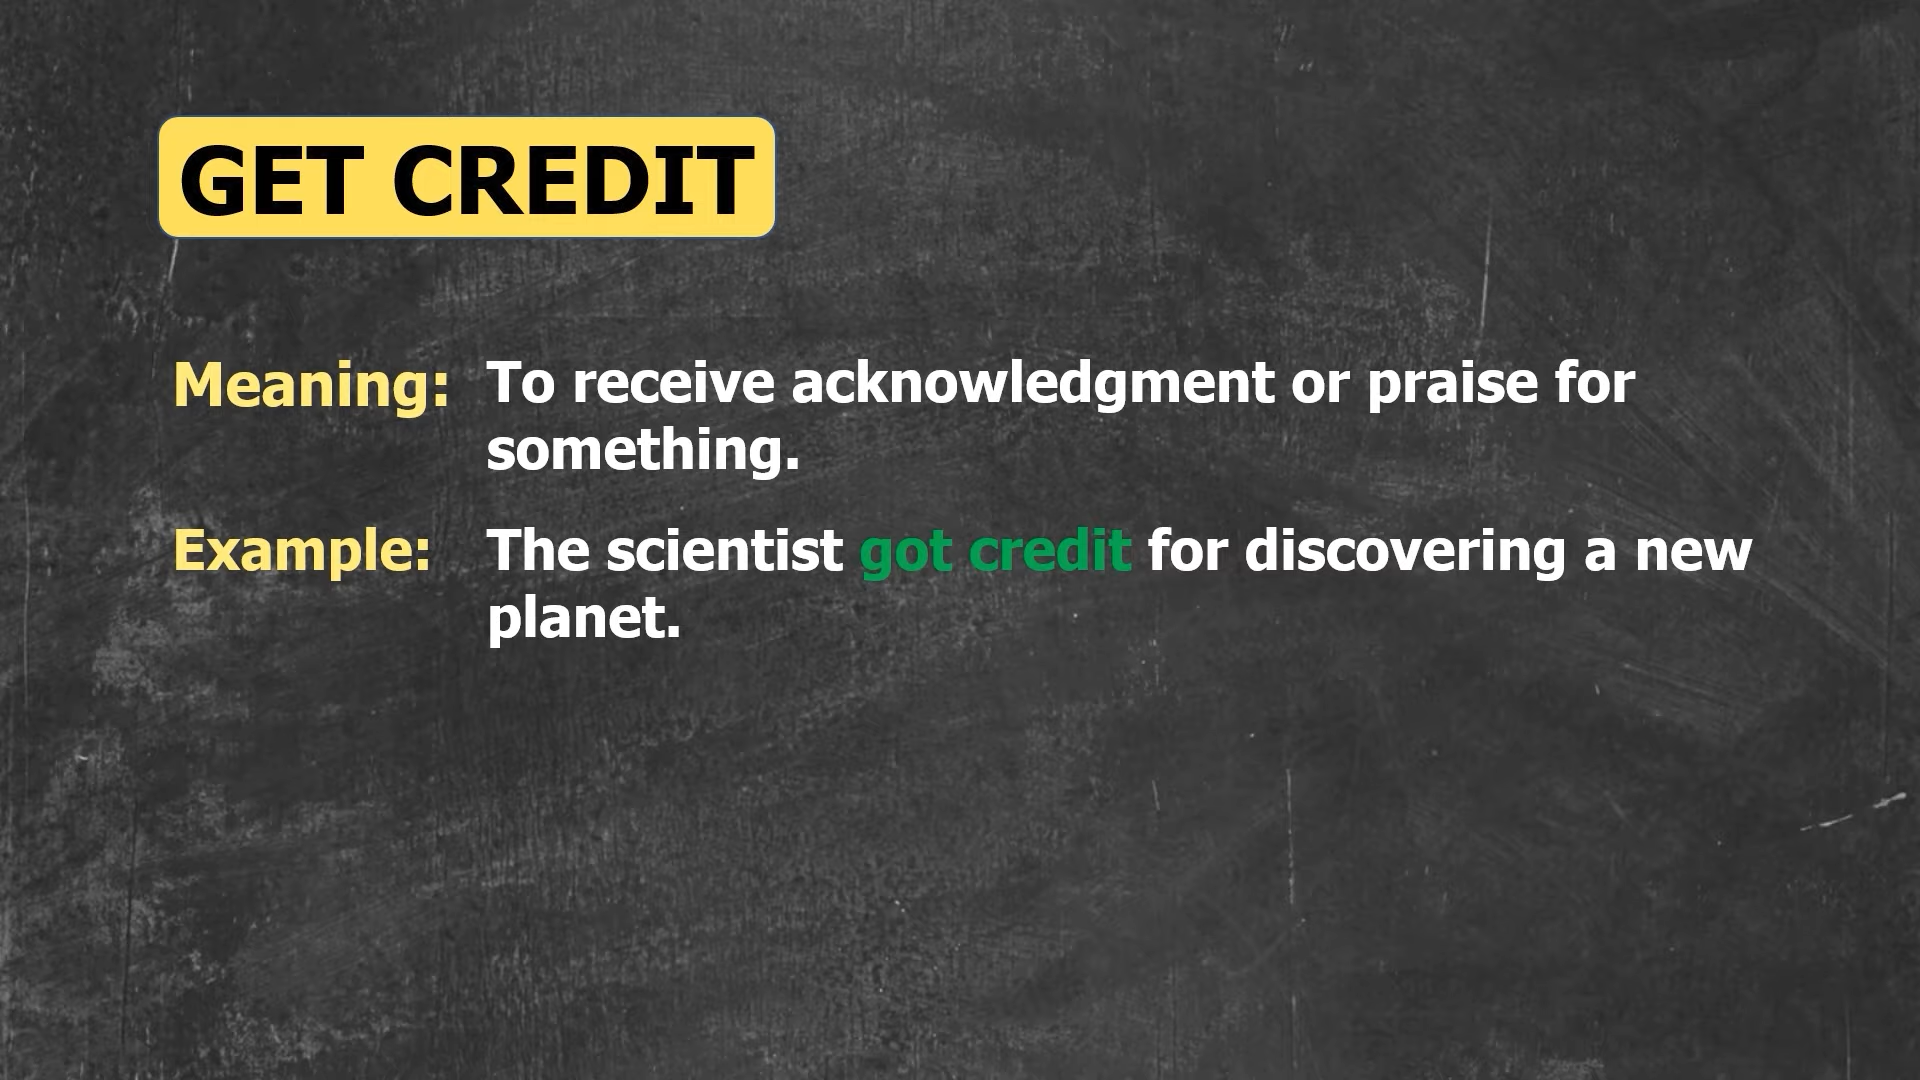 GET CREDIT
Meaning: To receive acknowledgment or praise for
something.
Example: The scientist got credit for discovering a new
planet.